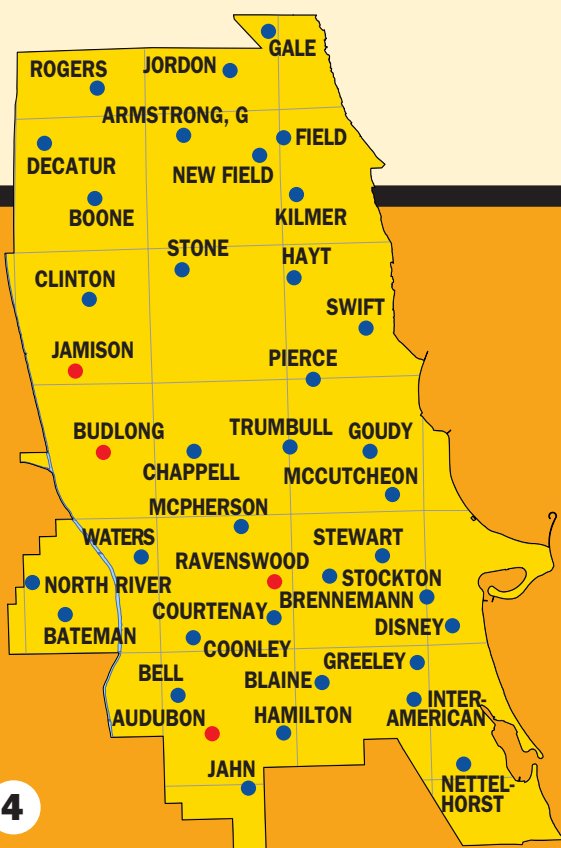 GALE
ROGERS
JORDON
ARMSTRONG, G
FIELD
DECATUR
NEW FIELD
BOONE
KILMER
STONE
HAYT
CLINTON
SWIFT
JAMISON
PIERCE
BUDLONG
TRUMBULL
GOUDY
CHAPPELL
MCCUTCHEON
MCPHERSON
WATERS
STEWART
RAVENSWOOD
STOCKTON
NORTH RIVER
BRENNEMANN
COURTENAY
DISNEY
BATEMAN
COONLEY
GREELEY
BELL
BLAINE
INTER-
AMERICAN
AUDUBON
HAMILTON
JAHN
NETTEL-
HORST
4